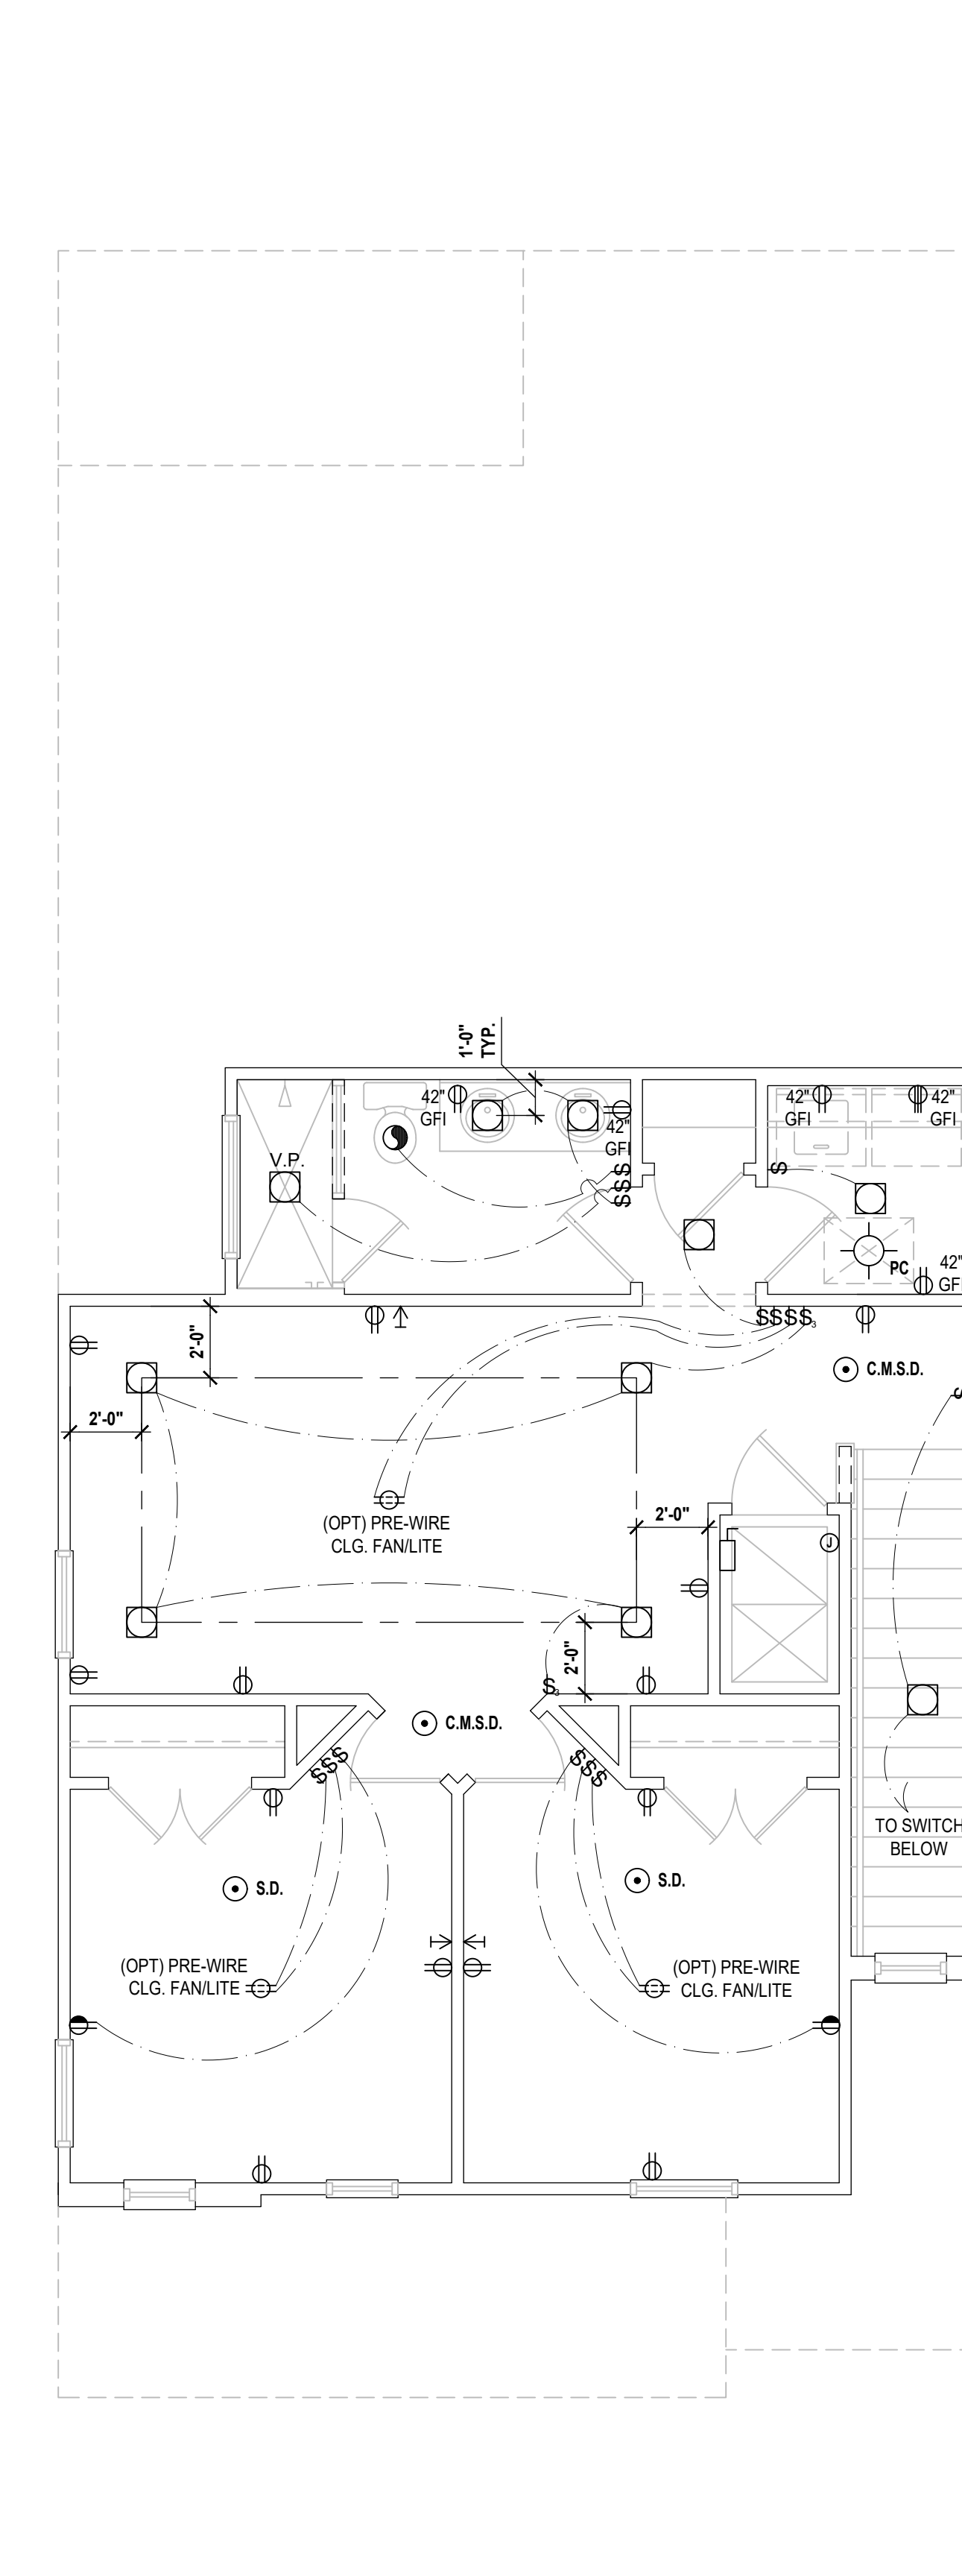 1'-0"
TYP.
42"
GFI
42"
GFI
42"
GFI
42"
GFI
V.P.
$$$
$
PC
42"
GFI
$$$$3
2'-0"
C.M.S.D.
2'-0"
$
2'-0"
(OPT) PRE-WIRE
CLG. FAN/LITE
J
2'-0"
$3
C.M.S.D.
$$$
$$$
TO SWITCH
BELOW
S.D.
S.D.
(OPT) PRE-WIRE
CLG. FAN/LITE
(OPT) PRE-WIRE
CLG. FAN/LITE